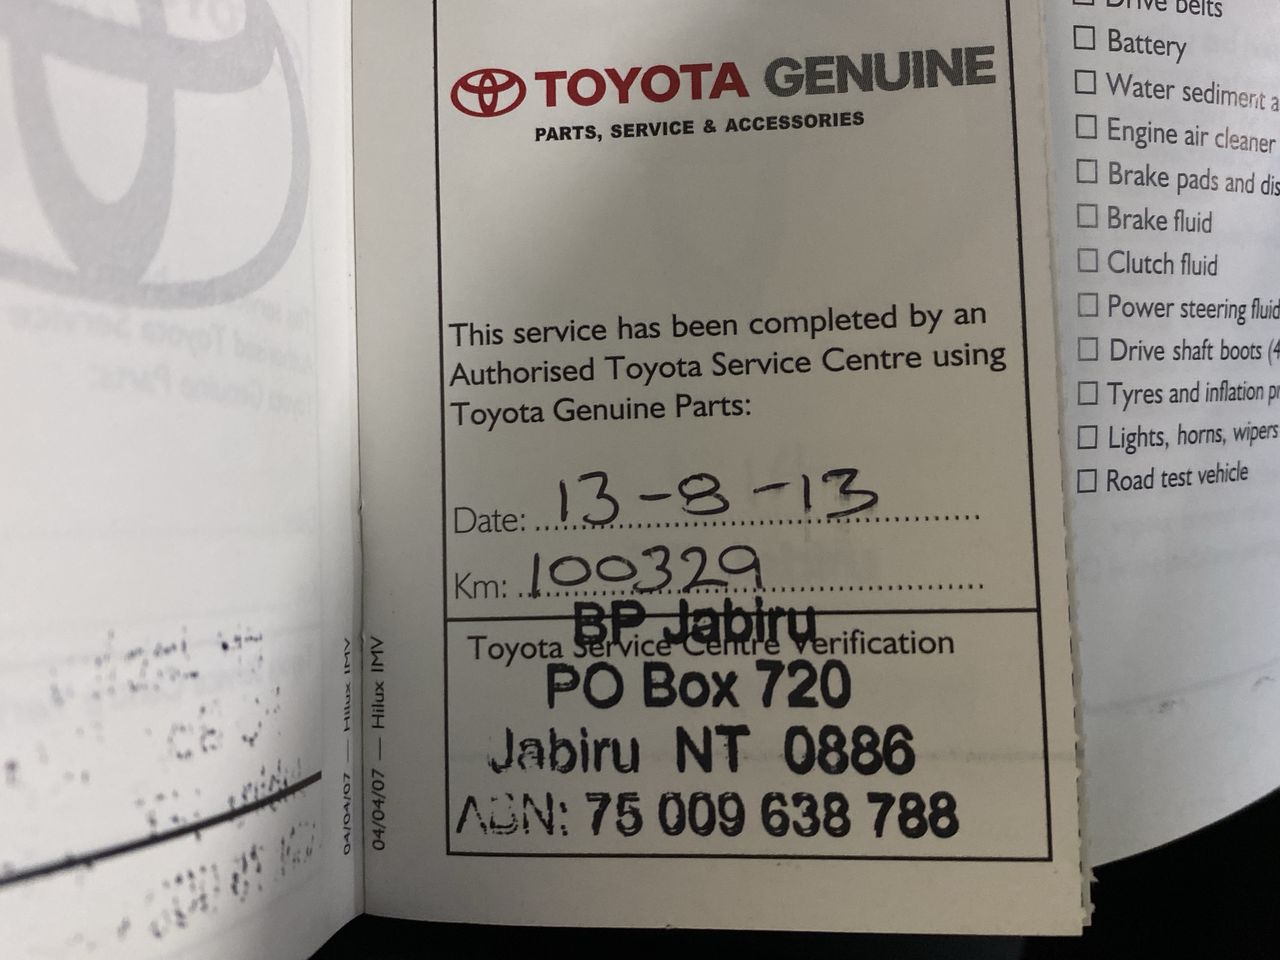 TOYOTA GENUINE
PARTS, SERVICE & ACCESSORIES
This service has been completed by an
Authorised Toyota Service Centre using
Toyota Genuine Parts:
Date: 13-8-13
Km: 100329
BP Jabiru
Toyota Service Centre Verification
PO Box 720
Jabiru NT 0886
ABN: 75 009 638 788
04/04/07 — Hilux IMV
04/04/07 — Hilux IMV
Drive belts
Battery
Water sediment
Engine air cleaner
Brake pads and
Brake fluid
Clutch fluid
Power steering fluid
Drive shaft boots
Tyres and inflation
Lights, horns, wipers
Road test vehicle